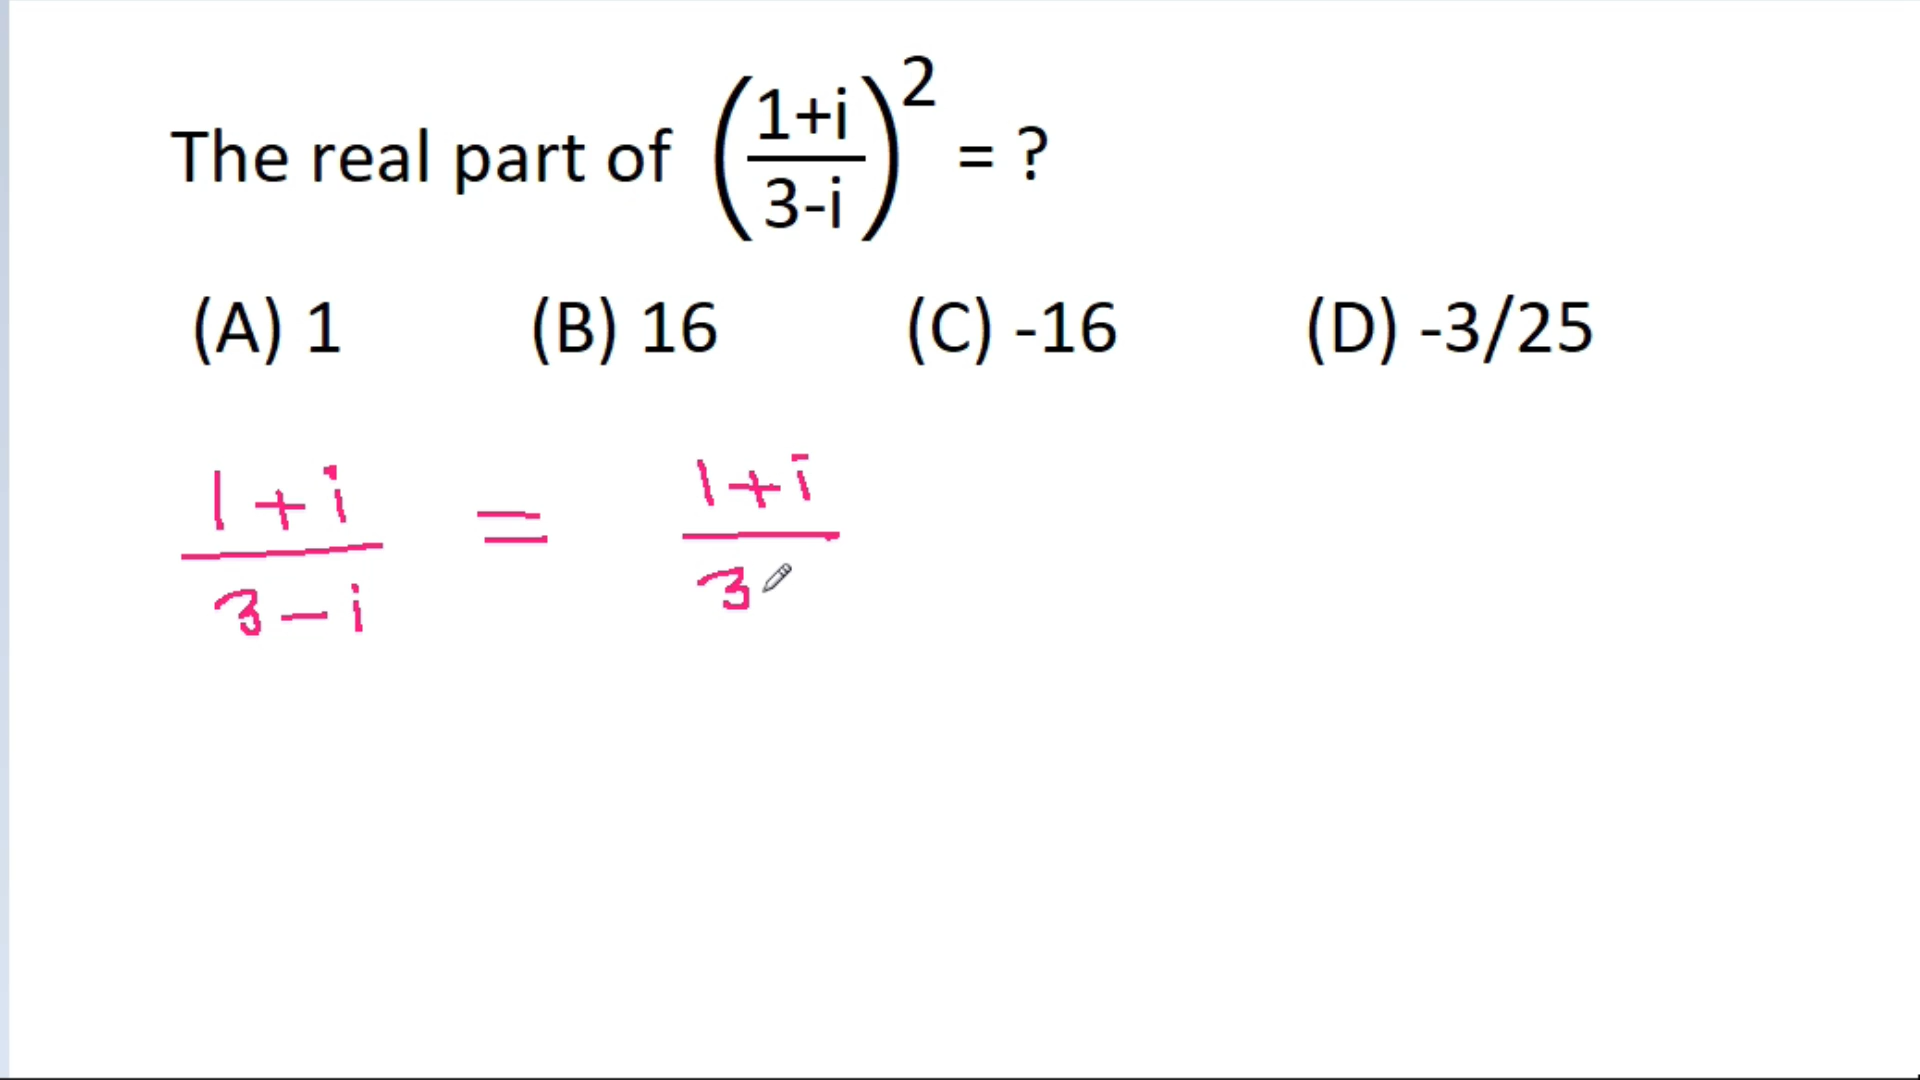 The real part of (1+i/3-i)² = ?
(A) 1 (B) 16 (C) -16 (D) -3/25
1+i = 1+i
3-i 3